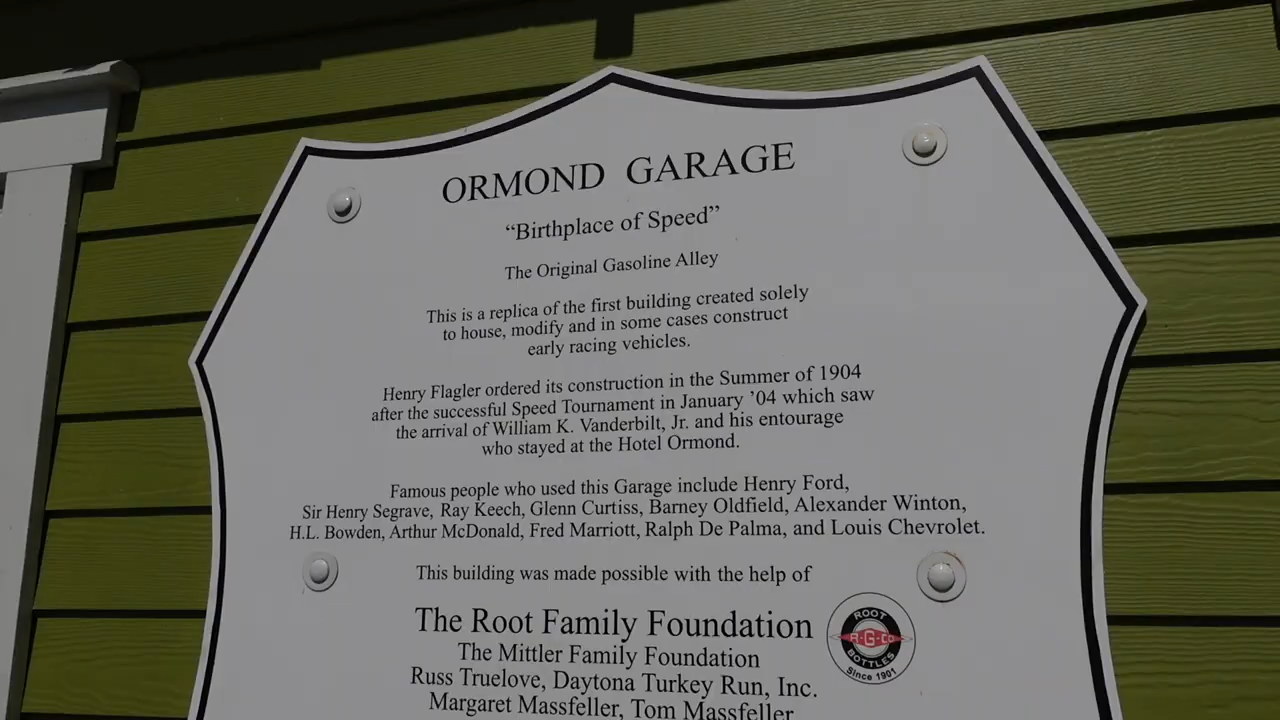 ORMOND GARAGE
“Birthplace of Speed”
The Original Gasoline Alley
This is a replica of the first building created solely
to house, modify and in some cases construct
early racing vehicles.
Henry Flagler ordered its construction in the Summer of 1904
after the successful Speed Tournament in January ’04 which saw
the arrival of William K. Vanderbilt, Jr. and his entourage
who stayed at the Hotel Ormond.
Famous people who used this Garage include Henry Ford,
Sir Henry Segrave, Ray Keech, Glenn Curtiss, Barney Oldfield, Alexander Winton,
H.L. Bowden, Arthur McDonald, Fred Marriott, Ralph De Palma, and Louis Chevrolet.
This building was made possible with the help of
The Root Family Foundation
ROOT
R-G-Co
BOTTLES
Since 1901
The Mittler Family Foundation
Russ Truelove, Daytona Turkey Run, Inc.
Margaret Massfeller, Tom Massfeller